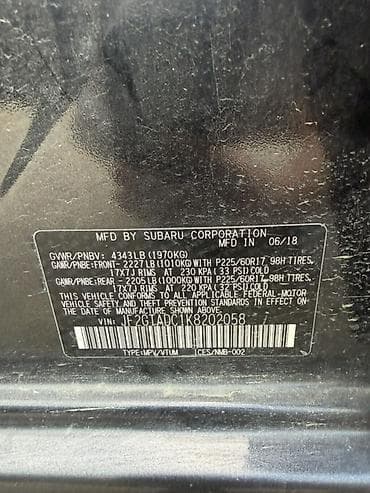 MFD BY SUBARU CORPORATION
MFD IN 06/18
GVWR/PNBV: 4343LB (1970KG)
GAWR/PNBE:FRONT- 2227LB(1010KG)WITH P225/60R17 98H TIRES.
17X7J RIMS AT 230 KPA(33 PSI)COLD
GAWR/PNBE:REAR -2205LB(1000KG)WITH P225/60R17 98H TIRES.
17X7J RIMS AT 220 KPA(32 PSI)COLD
THIS VEHICLE CONFORMS TO ALL APPLICABLE FEDERAL MOTOR
VEHICLE SAFETY STANDARDS IN EFFECT ON
THE DATE OF MANUFACTURE SHOWN ABOVE.
VIN: JF2GTADC1K8202058
TYPE:MPV/VTUM ICES/NMB-002